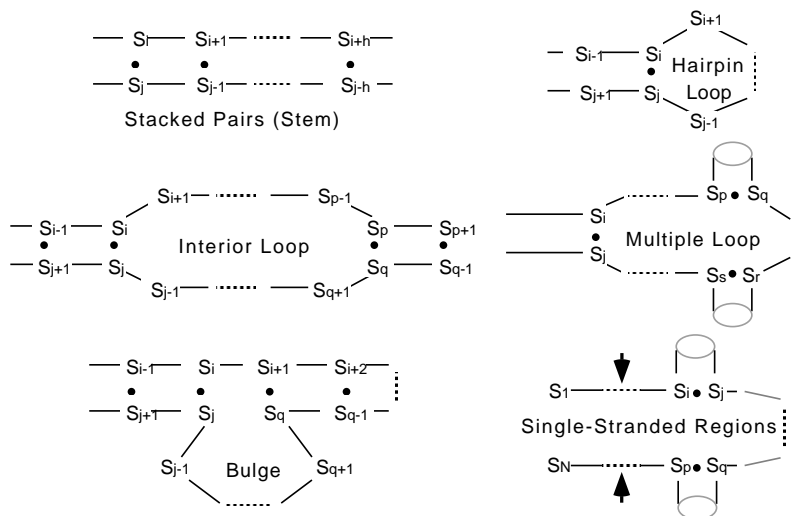 Si Si+1 Si+h
Sj Sj-1 Sj-h
Stacked Pairs (Stem)
Si+1
Si-1 Si
Hairpin
Loop
Sj+1 Sj
Sj-1
Si+1 Sp-1
Si-1 Si Sp Sp+1
Interior Loop
Sj+1 Sj Sq Sq-1
Sj-1 Sq+1
Sp Sq
Si
Multiple Loop
Sj
Ss Sr
Si-1 Si Si+1 Si+2
Sj+1 Sj Sq Sq-1
Sj-1 Bulge Sq+1
S1 Si Sj
Single-Stranded Regions
SN Sp Sq